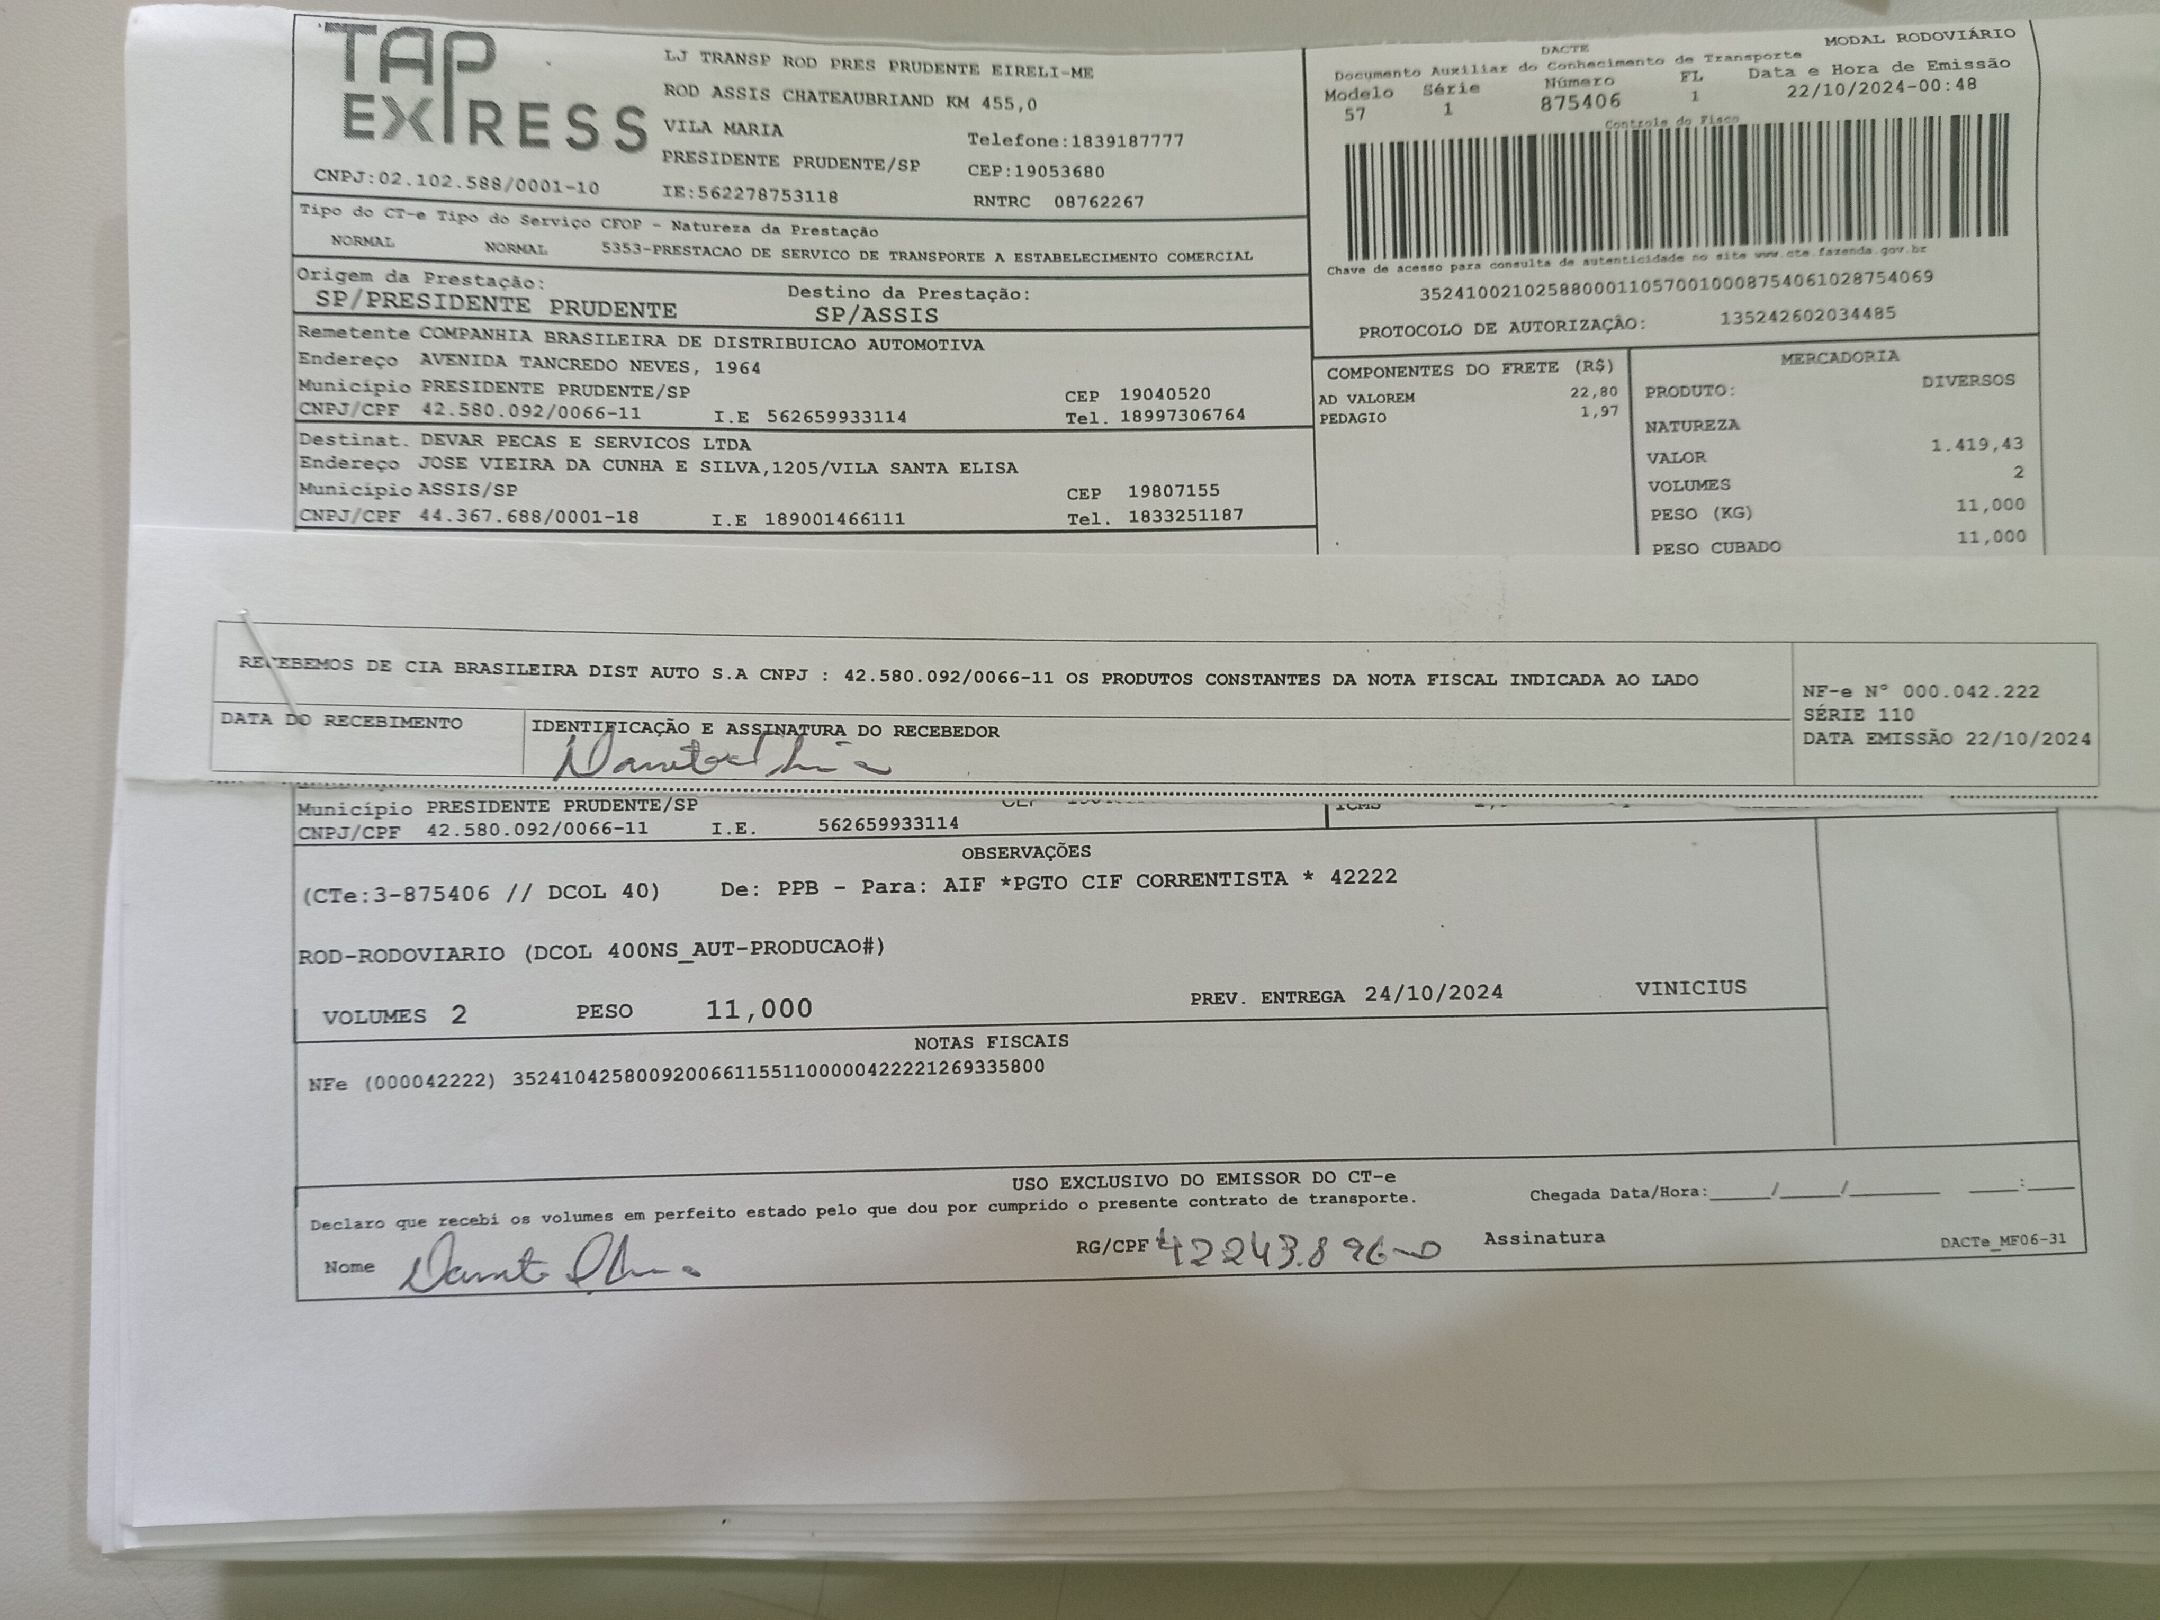 TAP
EXPRESS
CNPJ:02.102.588/0001-10
LJ TRANSP ROD PRES PRUDENTE EIRELI-ME
ROD ASSIS CHATEAUBRIAND KM 455,0
VILA MARIA
Telefone:1839187777
PRESIDENTE PRUDENTE/SP
CEP:19053680
IE:562278753118
RNTRC 08762267
DACTE
MODAL RODOVIÁRIO
Documento Auxiliar do Conhecimento de Transporte
Modelo Série Número FL Data e Hora de Emissão
57 1 875406 1 22/10/2024-00:48
Controle do Fisco
Chave de acesso para consulta de autenticidade no site www.cte.fazenda.gov.br
35241002102588000110570010008754061028754069
PROTOCOLO DE AUTORIZAÇÃO: 135242602034485
Tipo do CT-e Tipo do Serviço CFOP - Natureza da Prestação
NORMAL NORMAL 5353-PRESTACAO DE SERVICO DE TRANSPORTE A ESTABELECIMENTO COMERCIAL
Origem da Prestação: Destino da Prestação:
SP/PRESIDENTE PRUDENTE SP/ASSIS
Remetente COMPANHIA BRASILEIRA DE DISTRIBUICAO AUTOMOTIVA
Endereço AVENIDA TANCREDO NEVES, 1964
Município PRESIDENTE PRUDENTE/SP CEP 19040520
CNPJ/CPF 42.580.092/0066-11 I.E 562659933114 Tel. 18997306764
Destinat. DEVAR PECAS E SERVICOS LTDA
Endereço JOSE VIEIRA DA CUNHA E SILVA,1205/VILA SANTA ELISA
Município ASSIS/SP CEP 19807155
CNPJ/CPF 44.367.688/0001-18 I.E 189001466111 Tel. 1833251187
COMPONENTES DO FRETE (R$)
AD VALOREM 22,80
PEDAGIO 1,97
MERCADORIA
PRODUTO: DIVERSOS
NATUREZA
VALOR 1.419,43
VOLUMES 2
PESO (KG) 11,000
PESO CUBADO 11,000
RECEBEMOS DE CIA BRASILEIRA DIST AUTO S.A CNPJ : 42.580.092/0066-11 OS PRODUTOS CONSTANTES DA NOTA FISCAL INDICADA AO LADO
DATA DO RECEBIMENTO
IDENTIFICAÇÃO E ASSINATURA DO RECEBEDOR
NF-e N° 000.042.222
SÉRIE 110
DATA EMISSÃO 22/10/2024
Município PRESIDENTE PRUDENTE/SP
CNPJ/CPF 42.580.092/0066-11 I.E. 562659933114
OBSERVAÇÕES
(CTe:3-875406 // DCOL 40) De: PPB - Para: AIF *PGTO CIF CORRENTISTA * 42222
ROD-RODOVIARIO (DCOL 400NS_AUT-PRODUCAO#)
VOLUMES 2 PESO 11,000 PREV. ENTREGA 24/10/2024 VINICIUS
NOTAS FISCAIS
NFe (000042222) 35241042580092006611551100000422221269335800
USO EXCLUSIVO DO EMISSOR DO CT-e
Declaro que recebi os volumes em perfeito estado pelo que dou por cumprido o presente contrato de transporte.
Chegada Data/Hora:____/____/______ ___:___
Nome
RG/CPF
Assinatura
DACTe_MF06-31